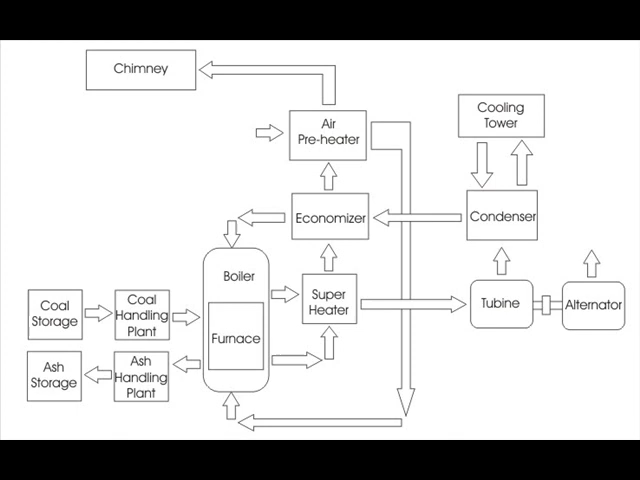 Chimney
Air
Pre-heater
Cooling
Tower
Economizer
Condenser
Boiler
Super
Heater
Tubine
Alternator
Coal
Storage
Coal
Handling
Plant
Furnace
Ash
Storage
Ash
Handling
Plant